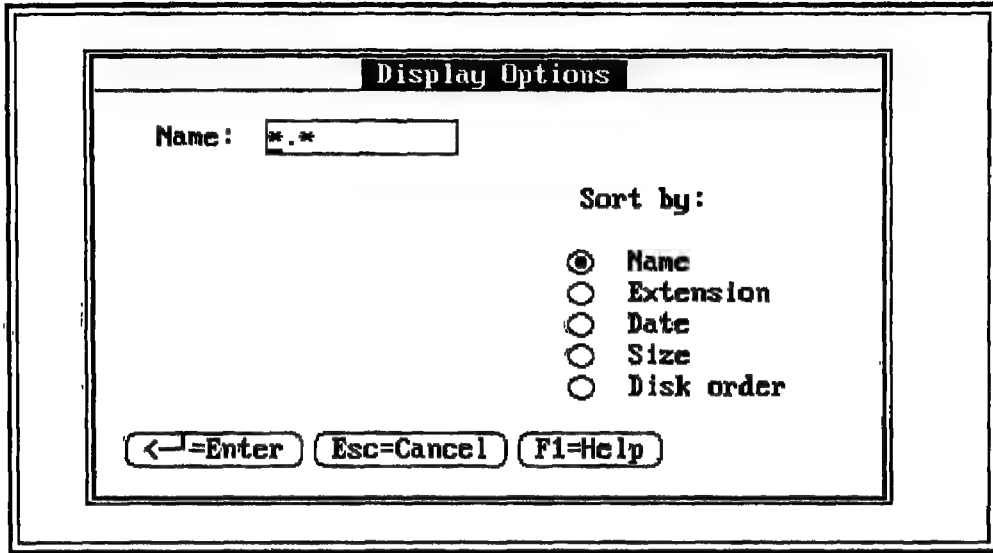 Display Options
Name: *.*
Sort by:
Name
Extension
Date
Size
Disk order
<─┘=Enter Esc=Cancel F1=Help